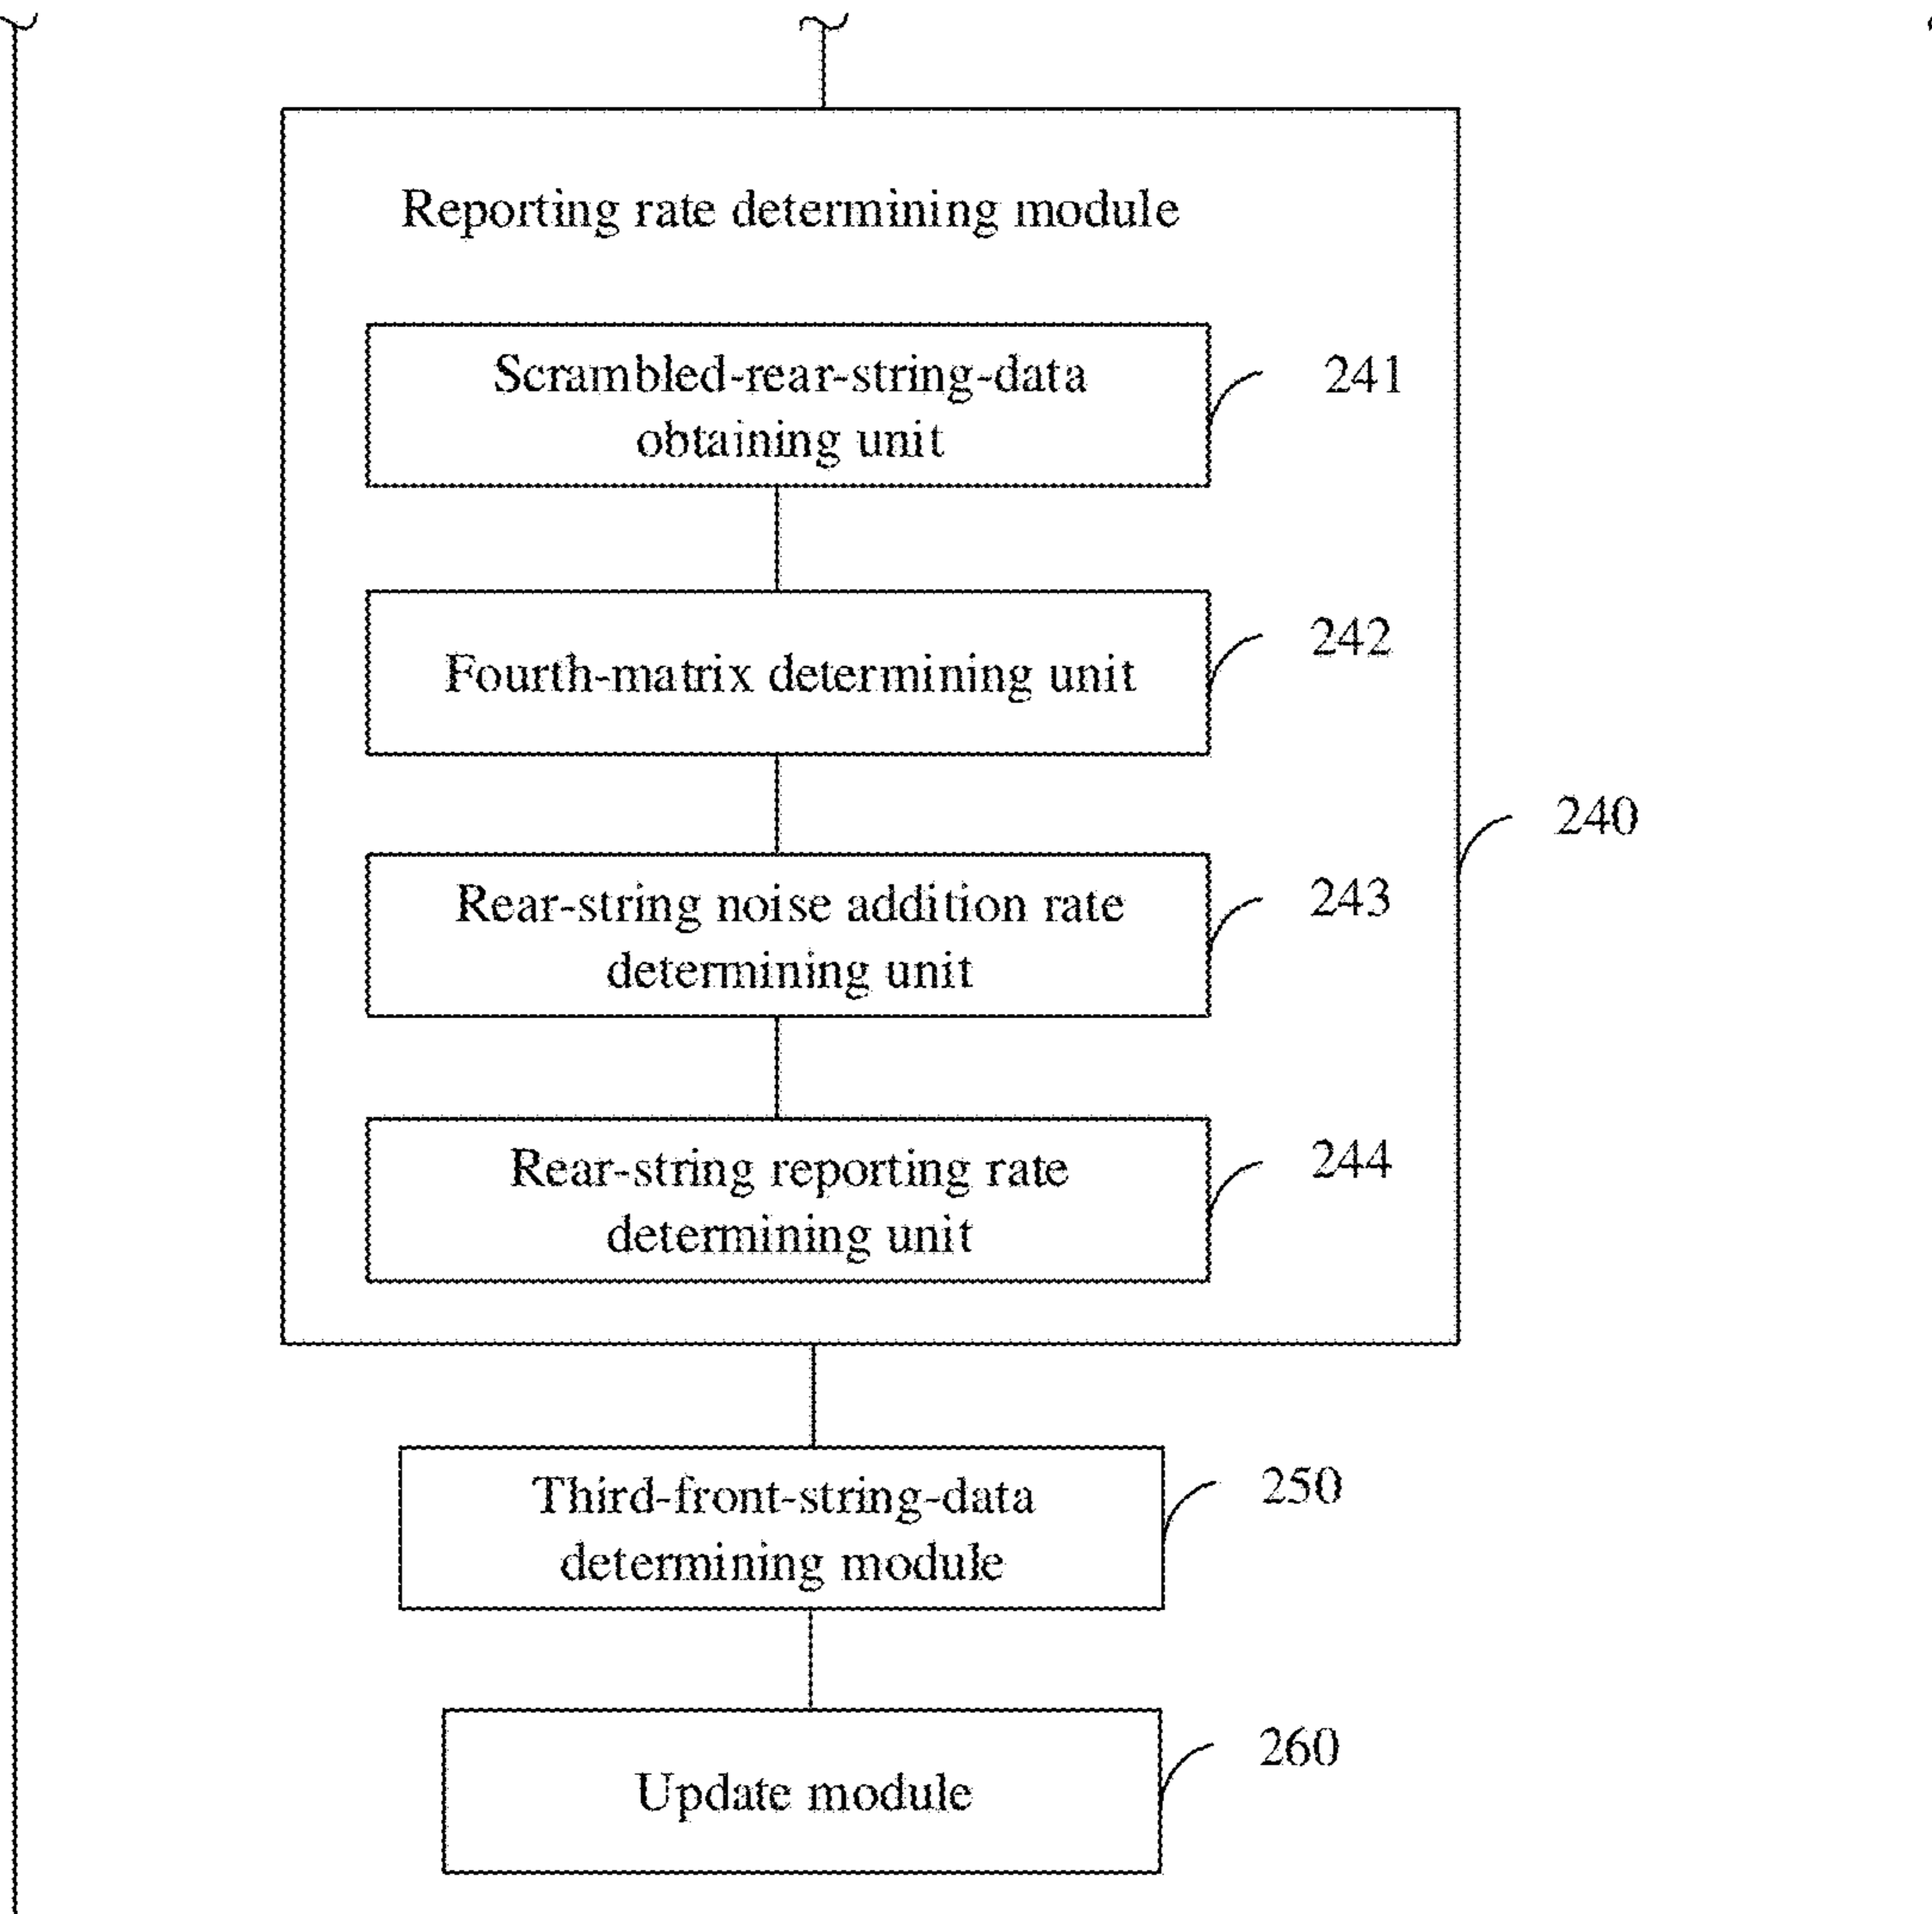 Reporting rate determining module
Scrambled-rear-string-data
obtaining unit
241
Fourth-matrix determining unit
242
240
Rear-string noise addition rate
determining unit
243
Rear-string reporting rate
determining unit
244
Third-front-string-data
determining module
250
Update module
260